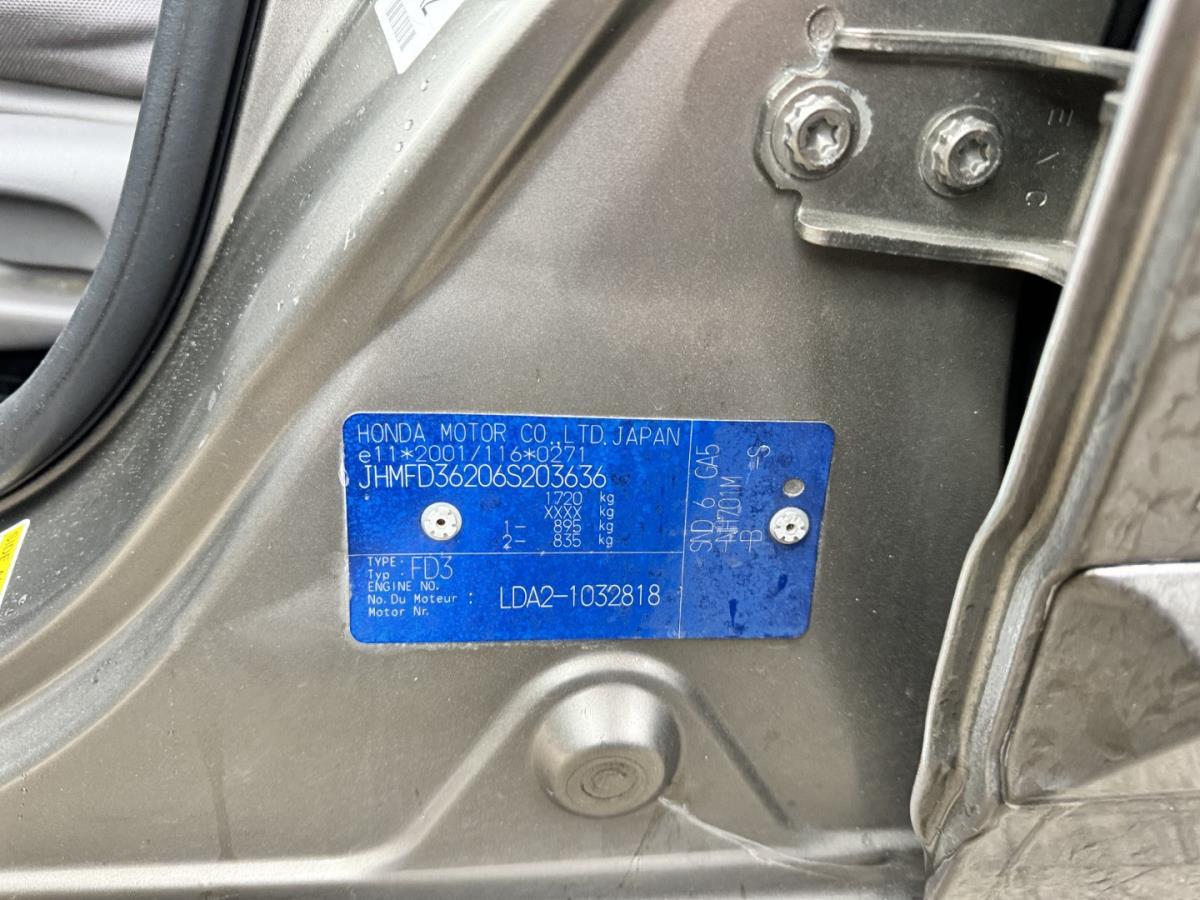 HONDA MOTOR CO.,LTD.JAPAN
e11*2001/116*0271
JHMFD36206S203636
1720 kg
XXXX kg
1- 895 kg
2- 835 kg
TYPE:
Typ: FD3
ENGINE NO.
No. Du Moteur : LDA2-1032818
Motor Nr.
SND 6 GA5
-NH701M -S
-B
EVC